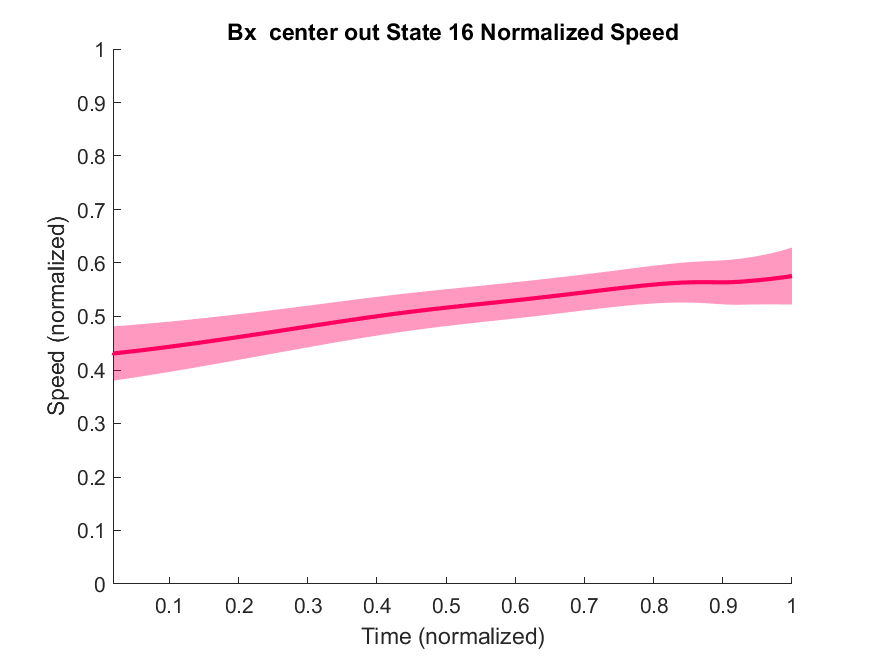 Bx  center out State 16 Normalized Speed
1
0.9
0.8
0.7
0.6
0.5
0.4
0.3
0.2
0.1
0
Speed (normalized)
0.1 0.2 0.3 0.4 0.5 0.6 0.7 0.8 0.9 1
Time (normalized)